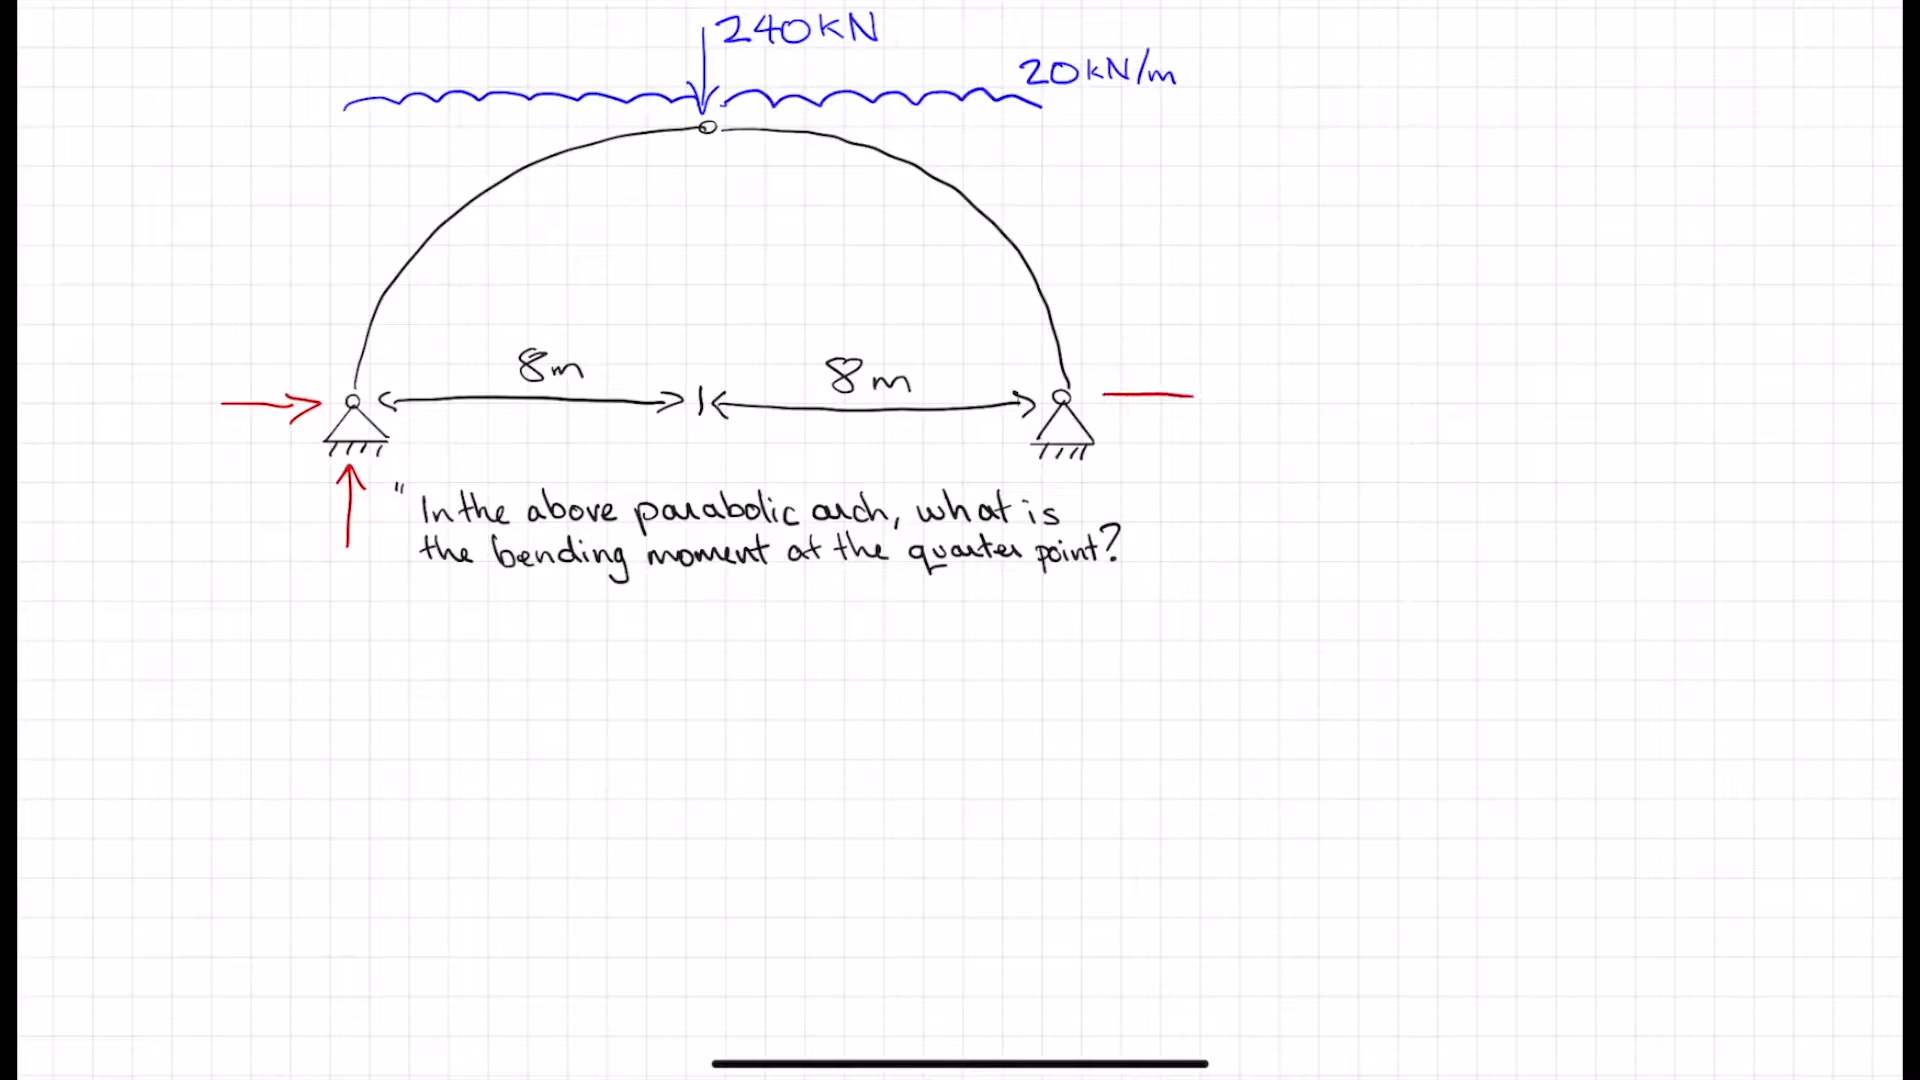 240kN
20kN/m
8m
8m
"In the above parabolic arch, what is
the bending moment at the quarter point?